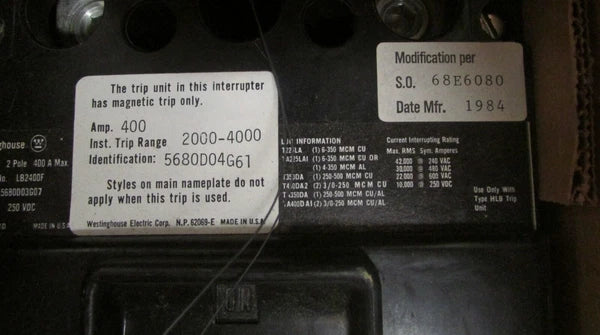 The trip unit in this interrupter
has magnetic trip only.
Amp. 400
Inst. Trip Range 2000-4000
Identification: 5680D04G61
Styles on main nameplate do not
apply when this trip is used.
Westinghouse Electric Corp. N.P. 62069-E MADE IN U.S.A.
Modification per
S.O. 68E6080
Date Mfr. 1984
nghouse W
2 Pole 400 A Max
o. LB2400F
5680D03G07
250 VDC
MADE IN U.S.A
INFORMATION
(1) 6-350 MCM CU
(1) 6-350 MCM CU OR
(1) 4-350 MCM AL
(1) 250-500 MCM CU
(2) 3/0-250 MCM CU
(1) 250-500 MCM CU/AL
(2) 3/0-250 MCM CU/AL
Current Interrupting Rating
Max. RMS Sym. Amperes
42,000 @ 240 VAC
30,000 @ 480 VAC
22,000 @ 600 VAC
10,000 @ 250 VDC
Use Only With
Type HLB Trip
Unit